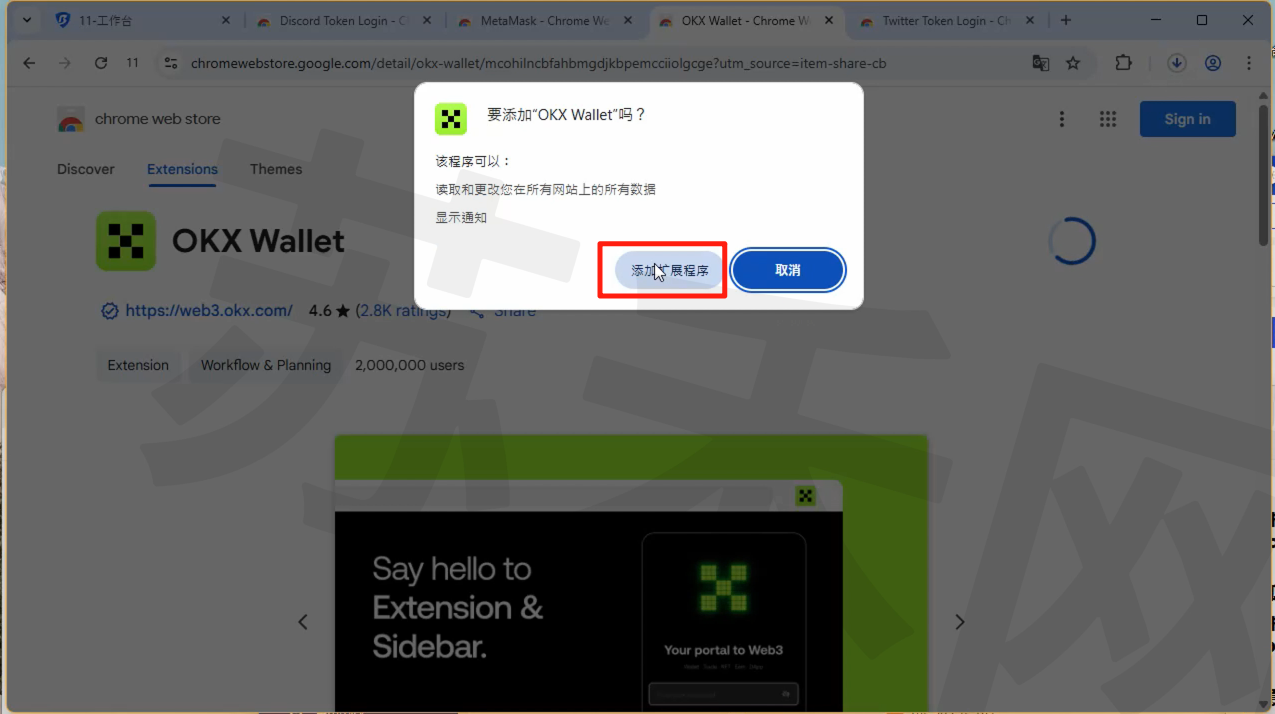 11-工作台
Discord Token Login - C
MetaMask - Chrome We
OKX Wallet - Chrome W
Twitter Token Login - Ch
11
chromewebstore.google.com/detail/okx-wallet/mcohilncbfahbmgdjkbpemcciiolgcge?utm_source=item-share-cb
chrome web store
Sign in
Discover
Extensions
Themes
要添加“OKX Wallet”吗？
该程序可以：
读取和更改您在所有网站上的所有数据
显示通知
添加扩展程序
取消
OKX Wallet
https://web3.okx.com/
4.6 ★ (2.8K ratings)
Share
Extension
Workflow & Planning
2,000,000 users
Say hello to
Extension &
Sidebar.
Your portal to Web3